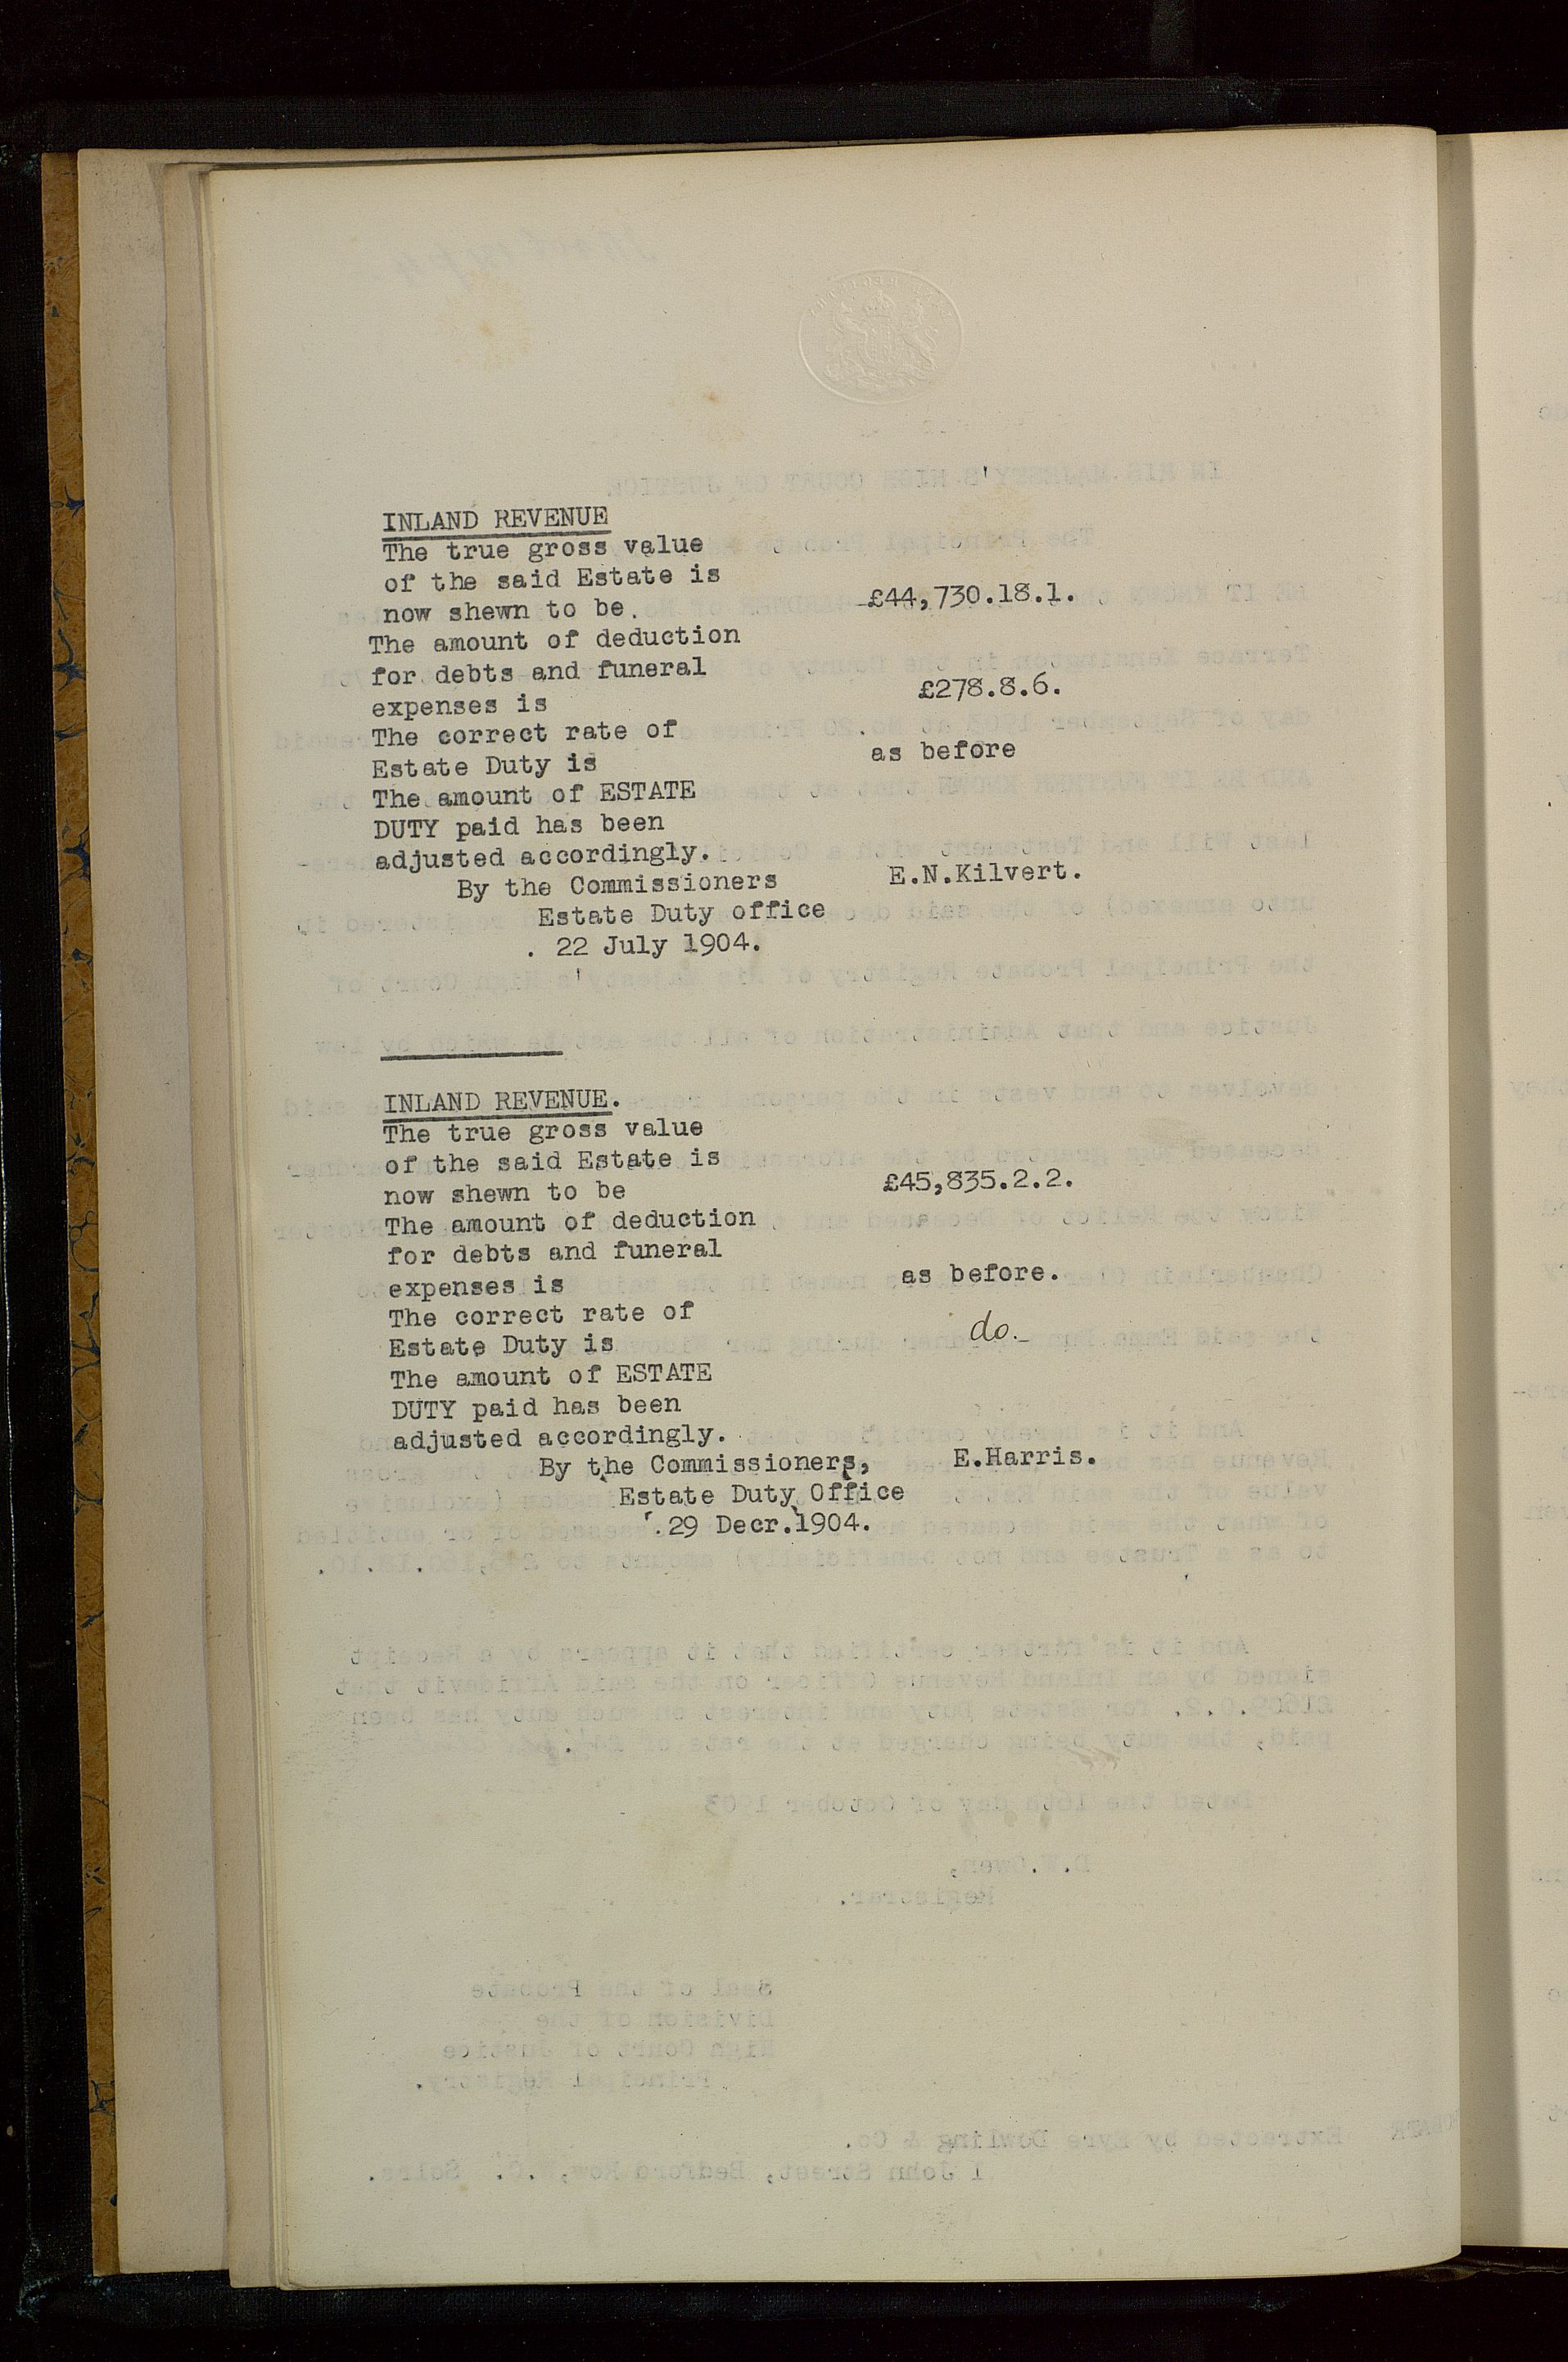 INLAND REVENUE
The true gross value
of the said Estate is
now shewn to be. £44,730.18.1.
The amount of deduction
for debts and funeral
expenses is £278.8.6.
The correct rate of
Estate Duty is as before
The amount of ESTATE
DUTY paid has been
adjusted accordingly.
By the Commissioners E.N.Kilvert.
Estate Duty office
. 22 July 1904.
INLAND REVENUE.
The true gross value
of the said Estate is
now shewn to be £45,835.2.2.
The amount of deduction
for debts and funeral
expenses is as before.
The correct rate of
Estate Duty is do.
The amount of ESTATE
DUTY paid has been
adjusted accordingly.
By the Commissioners, E.Harris.
Estate Duty Office
.29 Decr.1904.